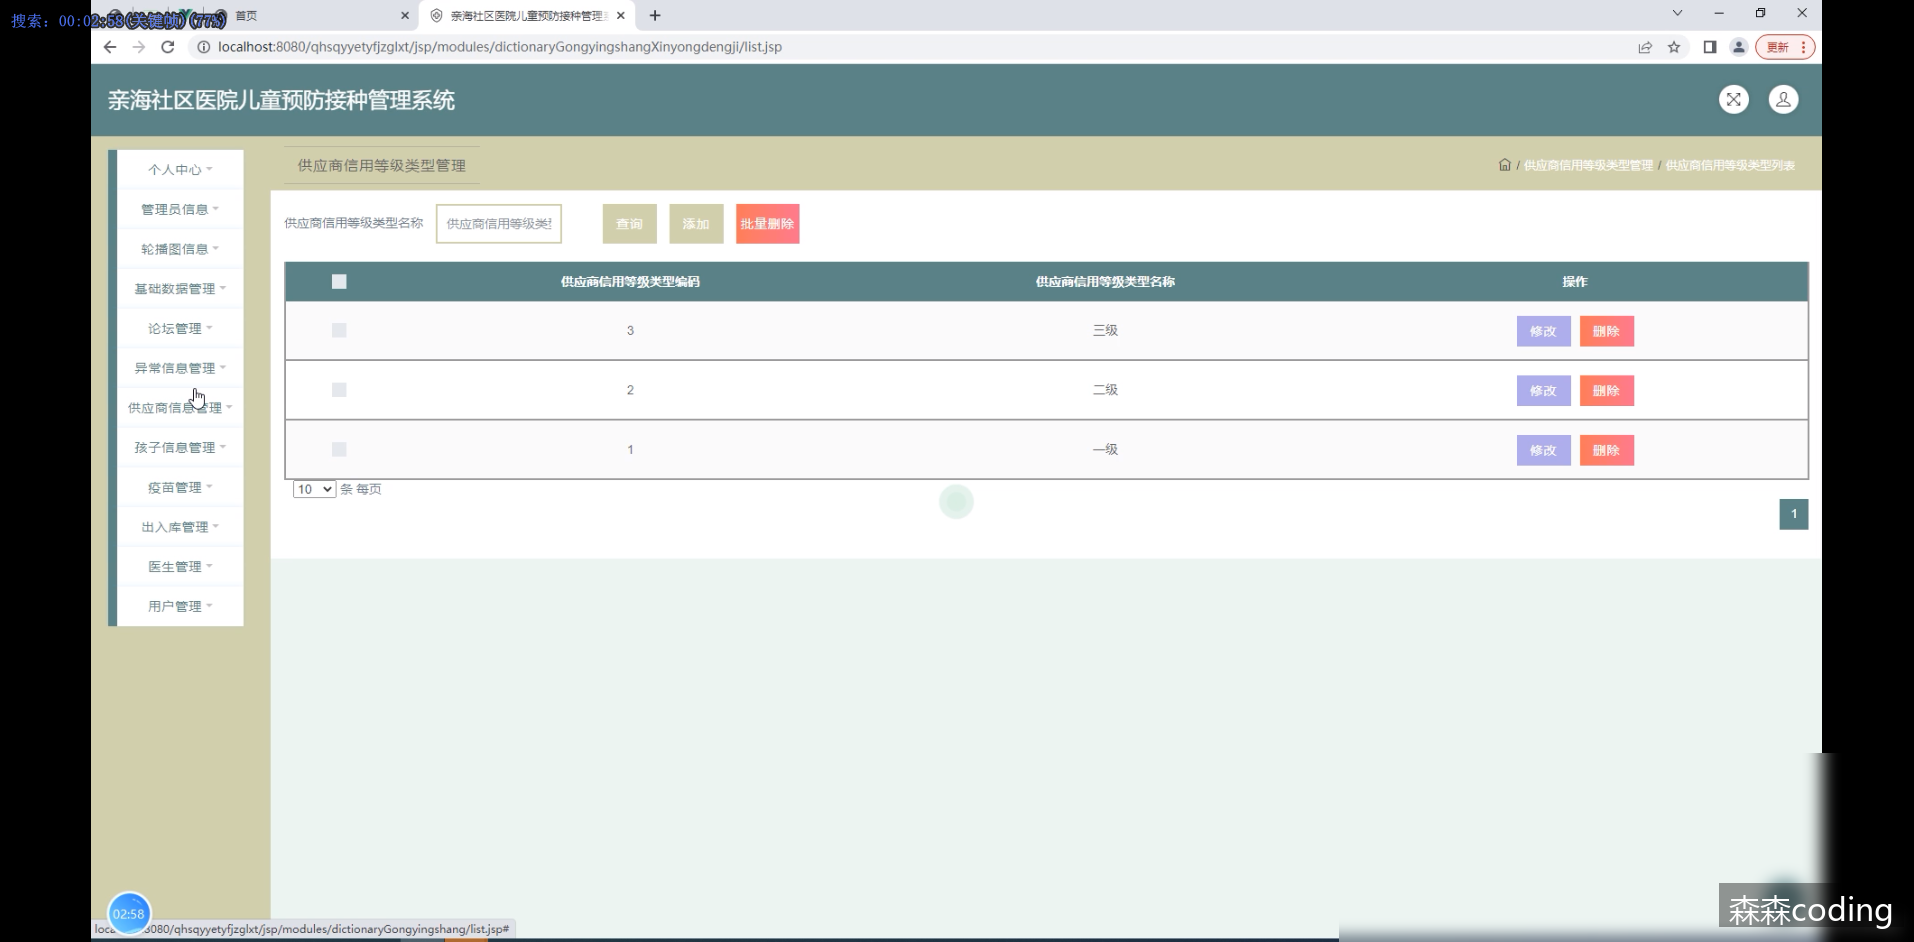 搜索: 00:02:58(关键帧)(77%)
首页
亲海社区医院儿童预防接种管理系
localhost:8080/qhsqyyetyfjzglxt/jsp/modules/dictionaryGongyingshangXinyongdengji/list.jsp
更新
亲海社区医院儿童预防接种管理系统
个人中心
管理员信息
轮播图信息
基础数据管理
论坛管理
异常信息管理
供应商信息管理
孩子信息管理
疫苗管理
出入库管理
医生管理
用户管理
供应商信用等级类型管理
/ 供应商信用等级类型管理 / 供应商信用等级类型列表
供应商信用等级类型名称 供应商信用等级类型 查询 添加 批量删除
供应商信用等级类型编码 供应商信用等级类型名称 操作
3 三级 修改 删除
2 二级 修改 删除
1 一级 修改 删除
10 条 每页
1
02:58
8080/qhsqyyetyfjzglxt/jsp/modules/dictionaryGongyingshang/list.jsp#
森森coding